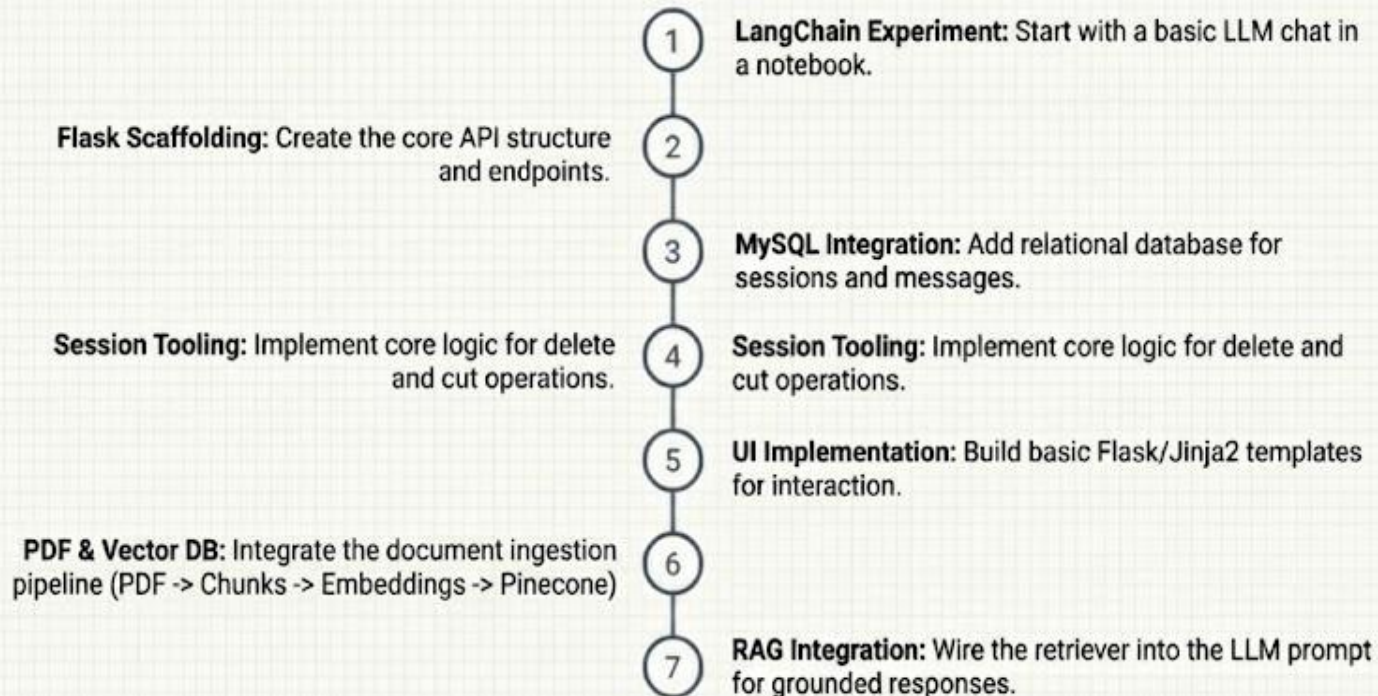 1
LangChain Experiment: Start with a basic LLM chat in
a notebook.
Flask Scaffolding: Create the core API structure
and endpoints.
2
3
MySQL Integration: Add relational database for
sessions and messages.
Session Tooling: Implement core logic for delete
and cut operations.
4
Session Tooling: Implement core logic for delete and
cut operations.
5
UI Implementation: Build basic Flask/Jinja2 templates
for interaction.
PDF & Vector DB: Integrate the document ingestion
pipeline (PDF -> Chunks -> Embeddings -> Pinecone)
6
7
RAG Integration: Wire the retriever into the LLM prompt
for grounded responses.